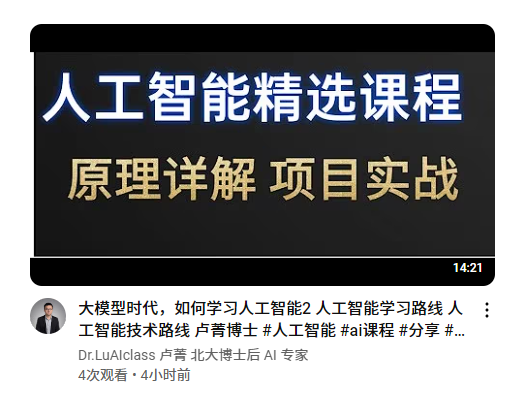 人工智能精选课程
原理详解 项目实战
14:21
大模型时代，如何学习人工智能2 人工智能学习路线 人
工智能技术路线 卢菁博士 #人工智能 #ai课程 #分享 #...
Dr.LuAIclass 卢菁 北大博士后 AI 专家
4次观看 • 4小时前